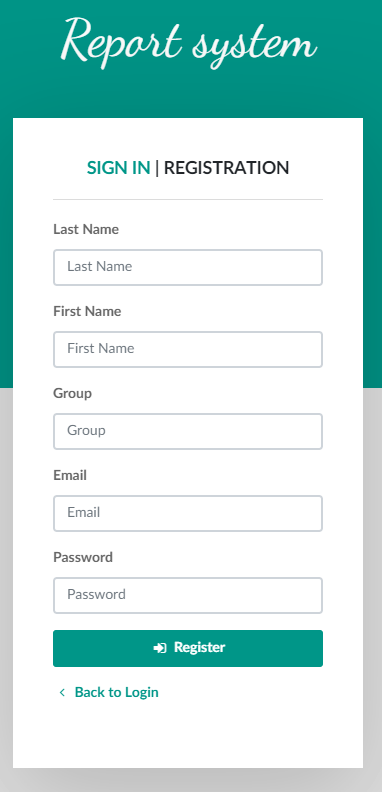 Report system
SIGN IN | REGISTRATION
Last Name
Last Name
First Name
First Name
Group
Group
Email
Email
Password
Password
Register
Back to Login